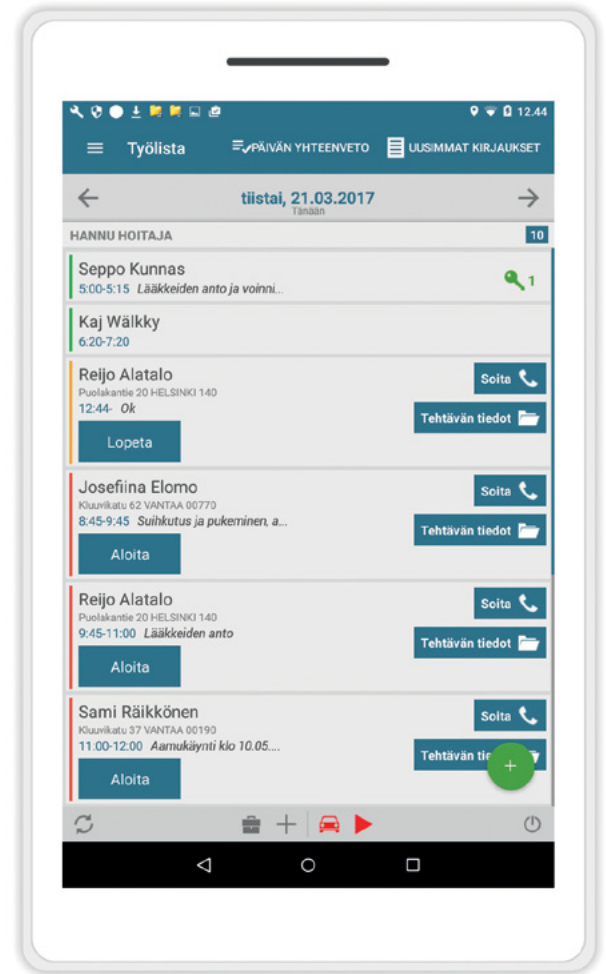 12.44
Työlista
PÄIVÄN YHTEENVETO
UUSIMMAT KIRJAUKSET
tiistai, 21.03.2017
Tänään
HANNU HOITAJA
10
Seppo Kunnas
5:00-5:15 Lääkkeiden anto ja voinni...
1
Kaj Wälkky
6:20-7:20
Reijo Alatalo
Puolakantie 20 HELSINKI 140
12:44- Ok
Soita
Tehtävän tiedot
Lopeta
Josefiina Elomo
Kluuvikatu 62 VANTAA 00770
8:45-9:45 Suihkutus ja pukeminen, a...
Soita
Tehtävän tiedot
Aloita
Reijo Alatalo
Puolakantie 20 HELSINKI 140
9:45-11:00 Lääkkeiden anto
Soita
Tehtävän tiedot
Aloita
Sami Räikkönen
Kluuvikatu 37 VANTAA 00190
11:00-12:00 Aamukäynti klo 10.05....
Soita
Tehtävän tie
Aloita